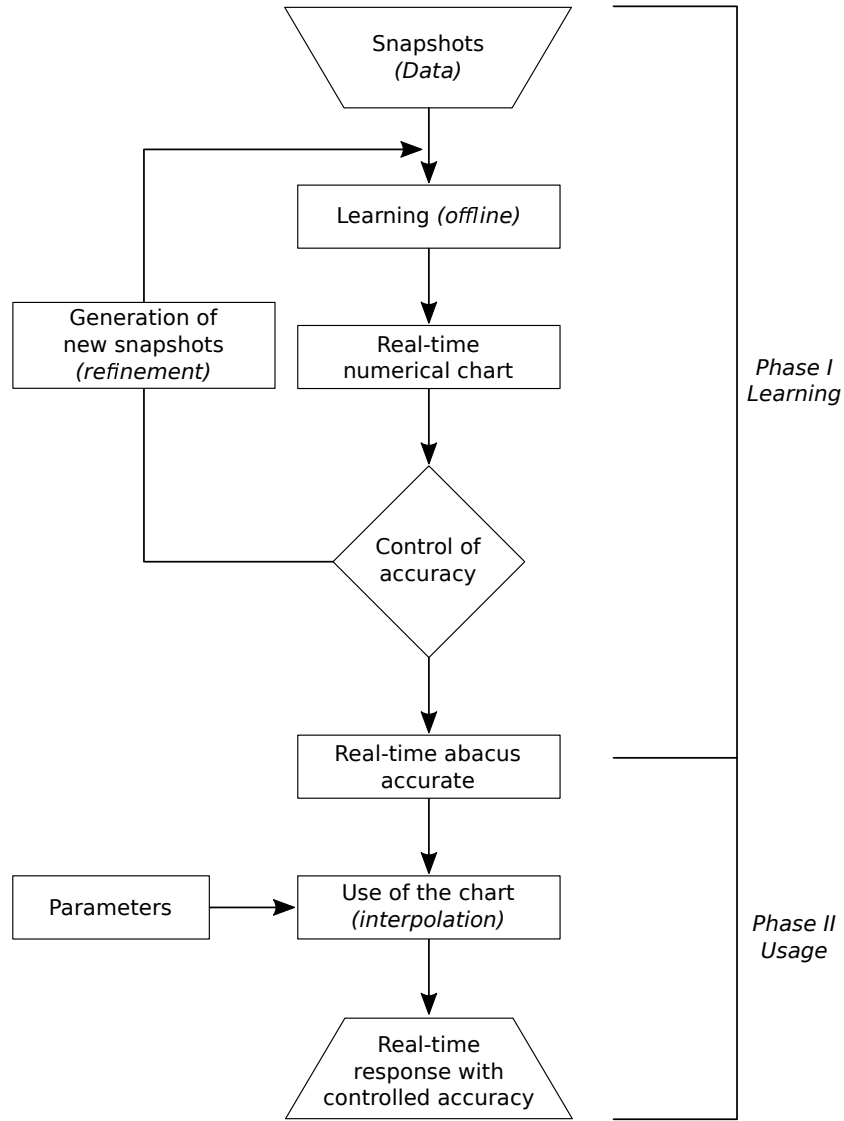 Snapshots
(Data)
Learning (offline)
Generation of
new snapshots
(refinement)
Real-time
numerical chart
Phase I
Learning
Control of
accuracy
Real-time abacus
accurate
Parameters
Use of the chart
(interpolation)
Phase II
Usage
Real-time
response with
controlled accuracy